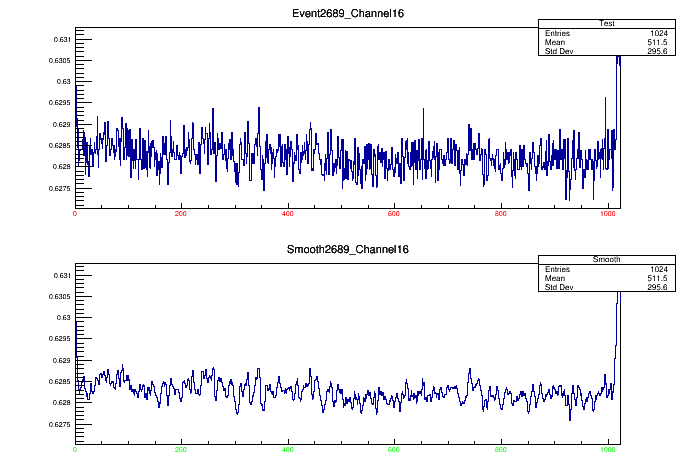 Event2689_Channel16
Test
Entries 1024
Mean 511.5
Std Dev 295.6
0.631
0.6305
0.63
0.6295
0.629
0.6285
0.628
0.6275
0 200 400 600 800 1000
Smooth2689_Channel16
Smooth
Entries 1024
Mean 511.5
Std Dev 295.6
0.631
0.6305
0.63
0.6295
0.629
0.6285
0.628
0.6275
0 200 400 600 800 1000